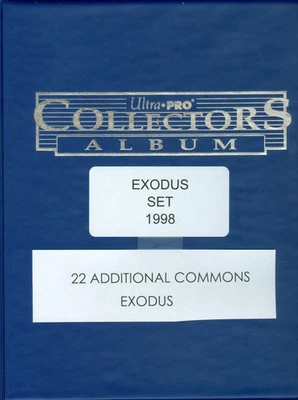 Ultra•PRO®
COLLECTORS
ALBUM
EXODUS
SET
1998
22 ADDITIONAL COMMONS
EXODUS